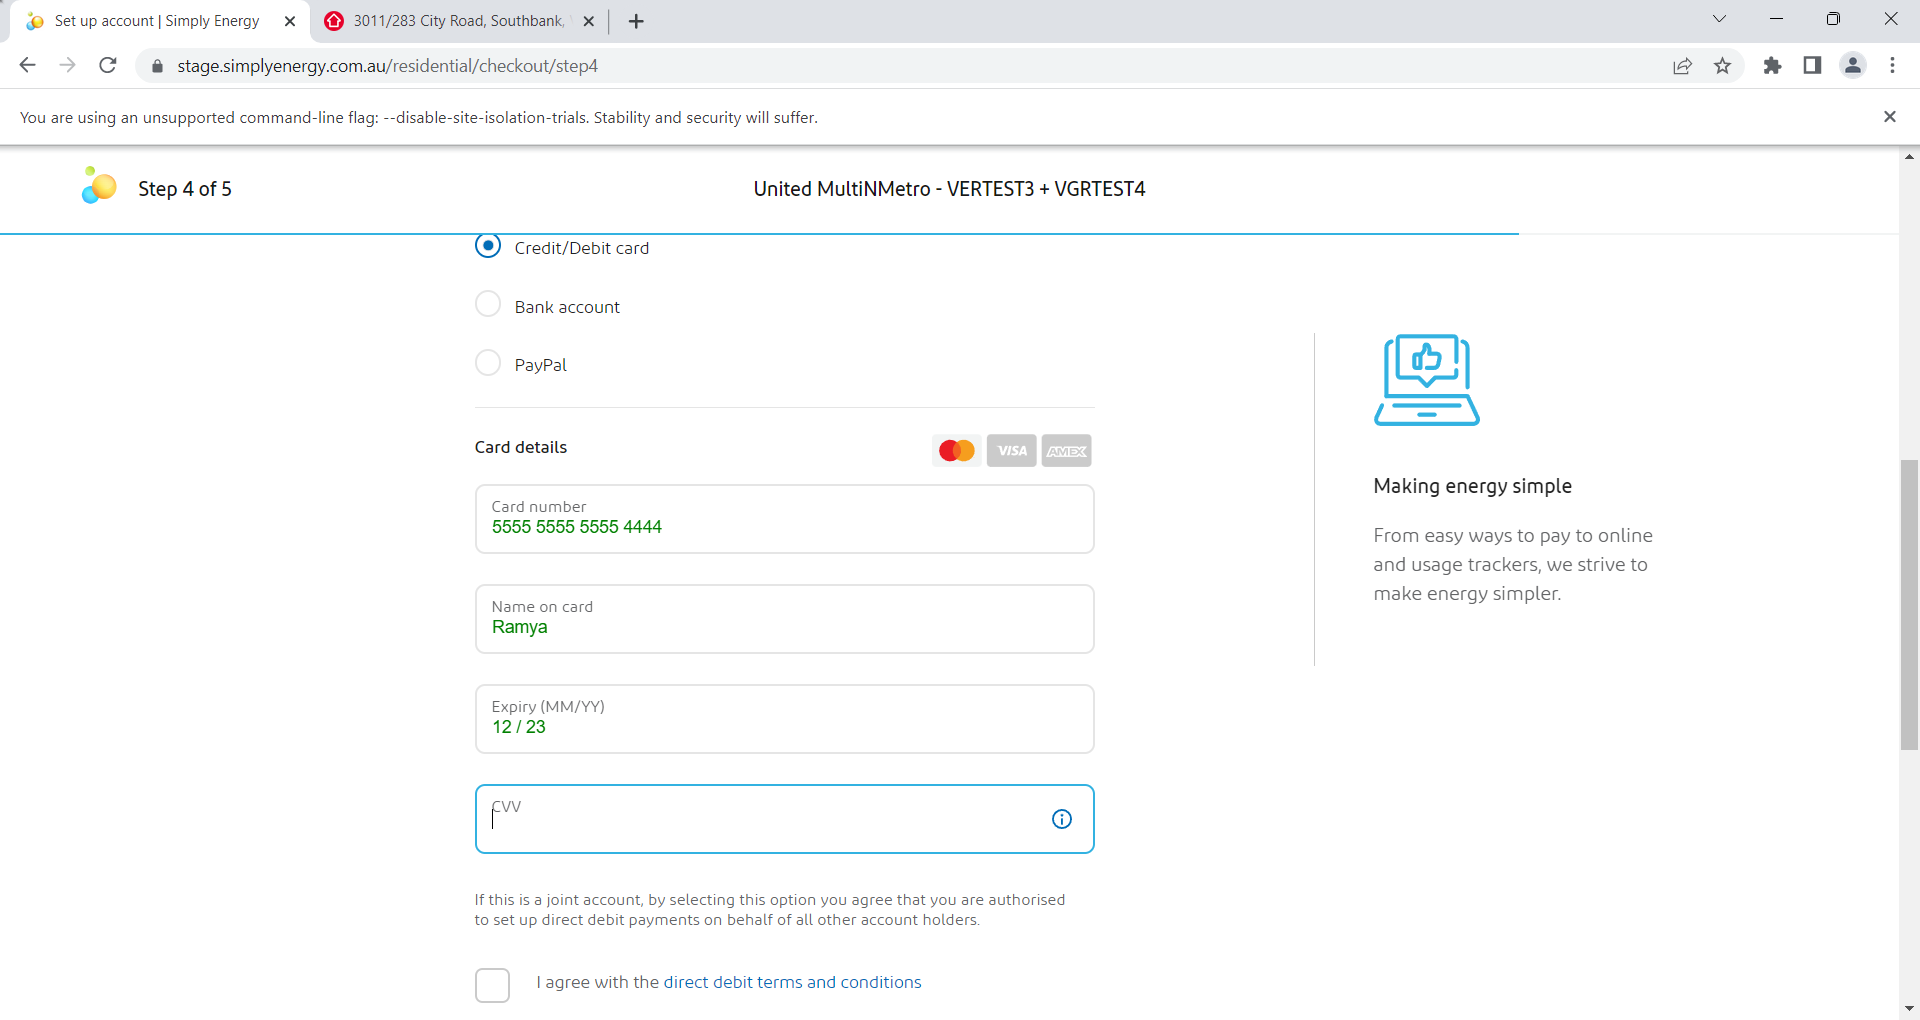 Set up account | Simply Energy
3011/283 City Road, Southbank,
stage.simplyenergy.com.au/residential/checkout/step4
You are using an unsupported command-line flag: --disable-site-isolation-trials. Stability and security will suffer.
Step 4 of 5
United MultiNMetro - VERTEST3 + VGRTEST4
Credit/Debit card
Bank account
PayPal
Card details
VISA
AMEX
Card number
5555 5555 5555 4444
Name on card
Ramya
Expiry (MM/YY)
12 / 23
CVV
If this is a joint account, by selecting this option you agree that you are authorised
to set up direct debit payments on behalf of all other account holders.
I agree with the direct debit terms and conditions
Making energy simple
From easy ways to pay to online
and usage trackers, we strive to
make energy simpler.